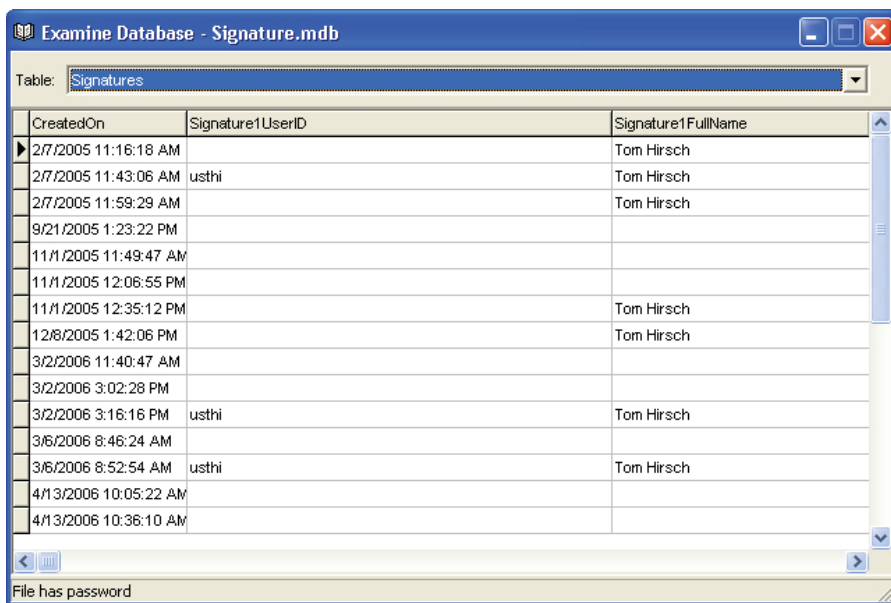 Examine Database - Signature.mdb
Table: Signatures
CreatedOn Signature1UserID Signature1FullName
2/7/2005 11:16:18 AM Tom Hirsch
2/7/2005 11:43:06 AM usthi Tom Hirsch
2/7/2005 11:59:29 AM Tom Hirsch
9/21/2005 1:23:22 PM
11/1/2005 11:49:47 AM
11/1/2005 12:06:55 PM
11/1/2005 12:35:12 PM Tom Hirsch
12/8/2005 1:42:06 PM Tom Hirsch
3/2/2006 11:40:47 AM
3/2/2006 3:02:28 PM
3/2/2006 3:16:16 PM usthi Tom Hirsch
3/6/2006 8:46:24 AM
3/6/2006 8:52:54 AM usthi Tom Hirsch
4/13/2006 10:05:22 AM
4/13/2006 10:36:10 AM
File has password